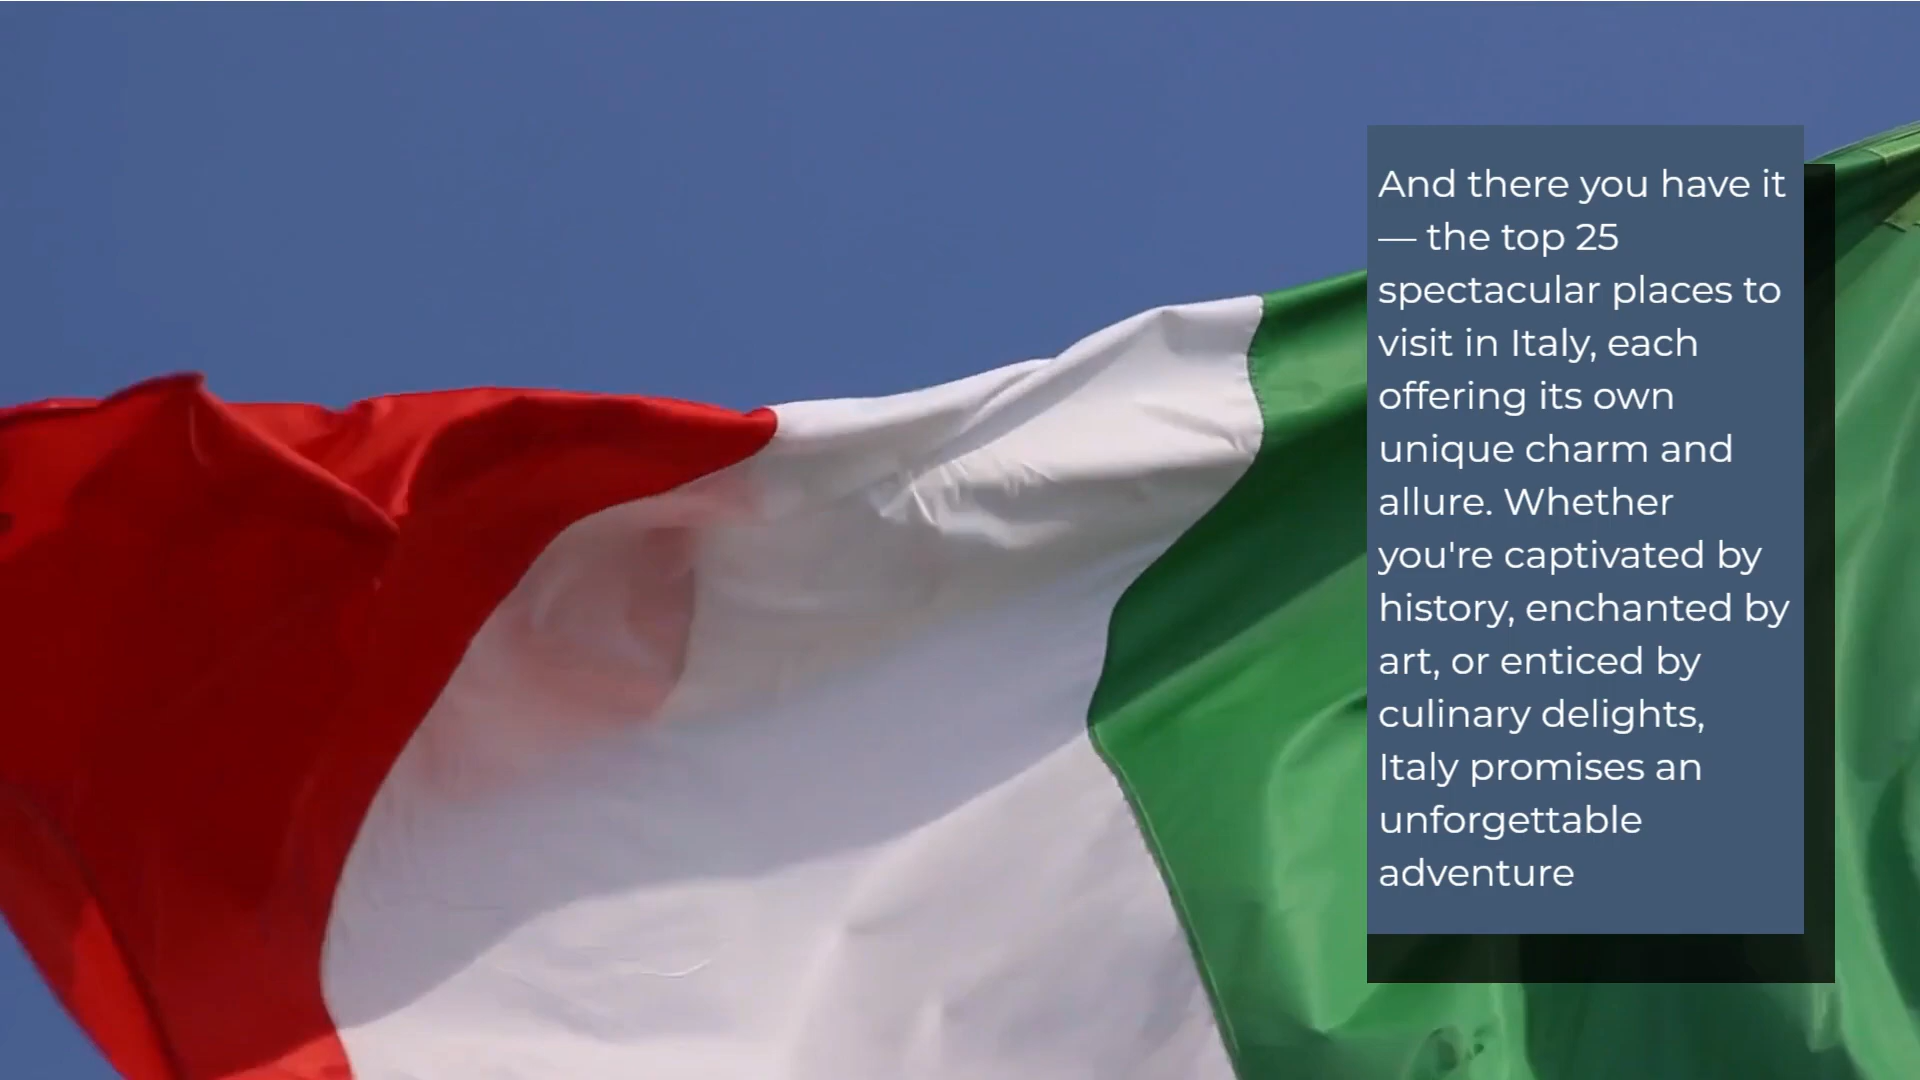 And there you have it
— the top 25
spectacular places to
visit in Italy, each
offering its own
unique charm and
allure. Whether
you're captivated by
history, enchanted by
art, or enticed by
culinary delights,
Italy promises an
unforgettable
adventure